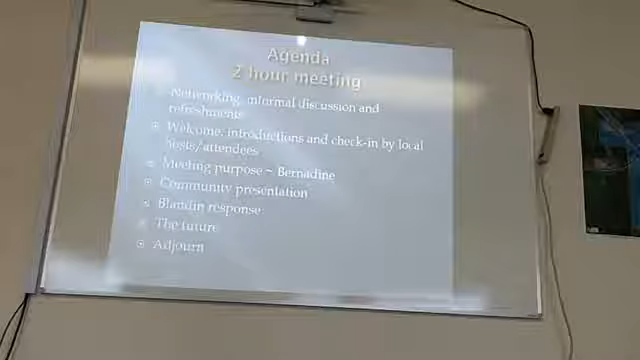 Agenda
2 hour meeting
Networking, informal discussion and
refreshments
Welcome, introductions and check-in by local
hosts/attendees
Meeting purpose ~ Bernadine
Community presentation
Blandin response
The future
Adjourn